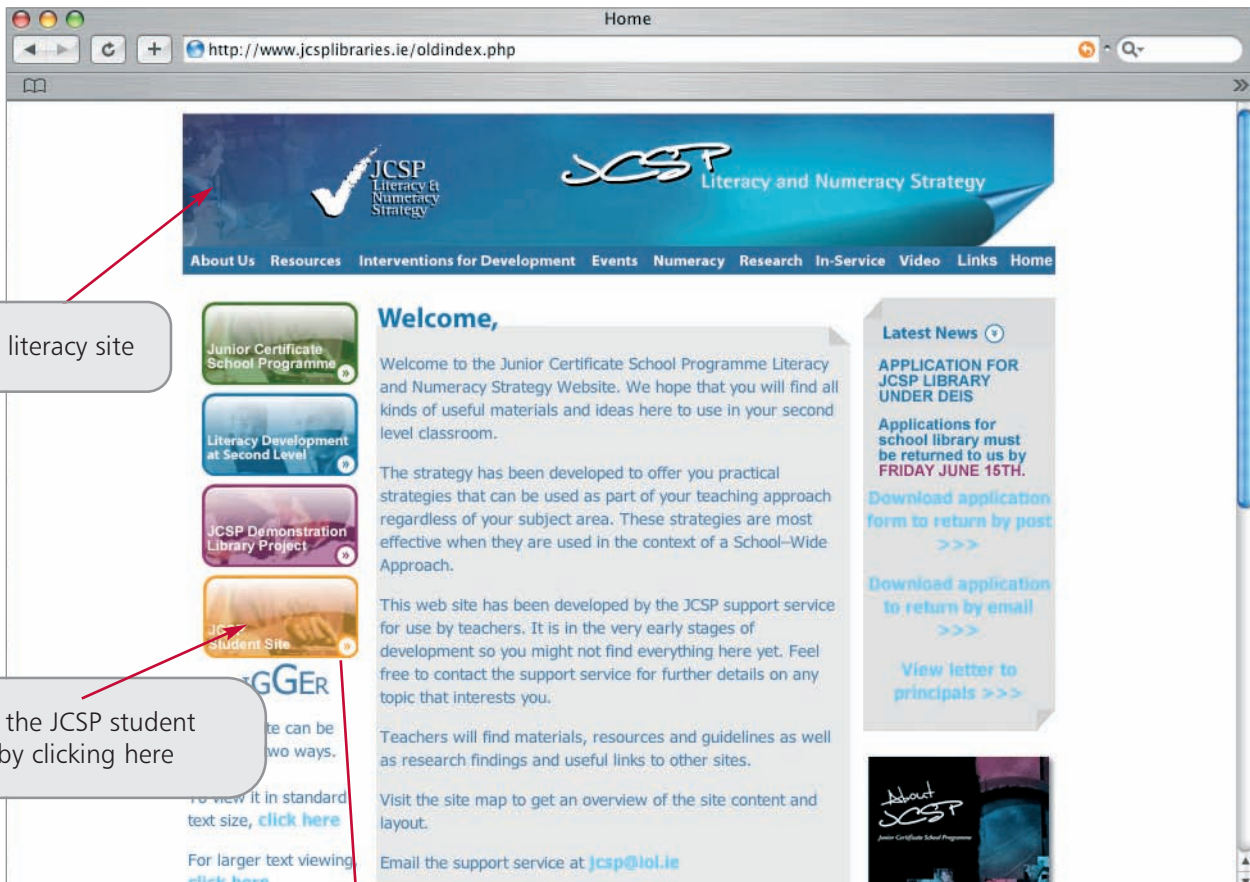 Home
http://www.jcsplibraries.ie/oldindex.php
JCSP
Literacy &
Numeracy
Strategy
JCSP
Literacy and Numeracy Strategy
About Us Resources Interventions for Development Events Numeracy Research In-Service Video Links Home
literacy site
Junior Certificate
School Programme
Literacy Development
at Second Level
JCSP Demonstration
Library Project
JCSP
Student Site
GGER
the JCSP student
by clicking here
te can be
two ways.
To view it in standard
text size, click here
For larger text viewing,
click here
Welcome,
Welcome to the Junior Certificate School Programme Literacy
and Numeracy Strategy Website. We hope that you will find all
kinds of useful materials and ideas here to use in your second
level classroom.
The strategy has been developed to offer you practical
strategies that can be used as part of your teaching approach
regardless of your subject area. These strategies are most
effective when they are used in the context of a School–Wide
Approach.
This web site has been developed by the JCSP support service
for use by teachers. It is in the very early stages of
development so you might not find everything here yet. Feel
free to contact the support service for further details on any
topic that interests you.
Teachers will find materials, resources and guidelines as well
as research findings and useful links to other sites.
Visit the site map to get an overview of the site content and
layout.
Email the support service at jcsp@iol.ie
Latest News
APPLICATION FOR
JCSP LIBRARY
UNDER DEIS
Applications for
school library must
be returned to us by
FRIDAY JUNE 15TH.
Download application
form to return by post
>>>
Download application
to return by email
>>>
View letter to
principals >>>
About
JCSP
Junior Certificate School Programme